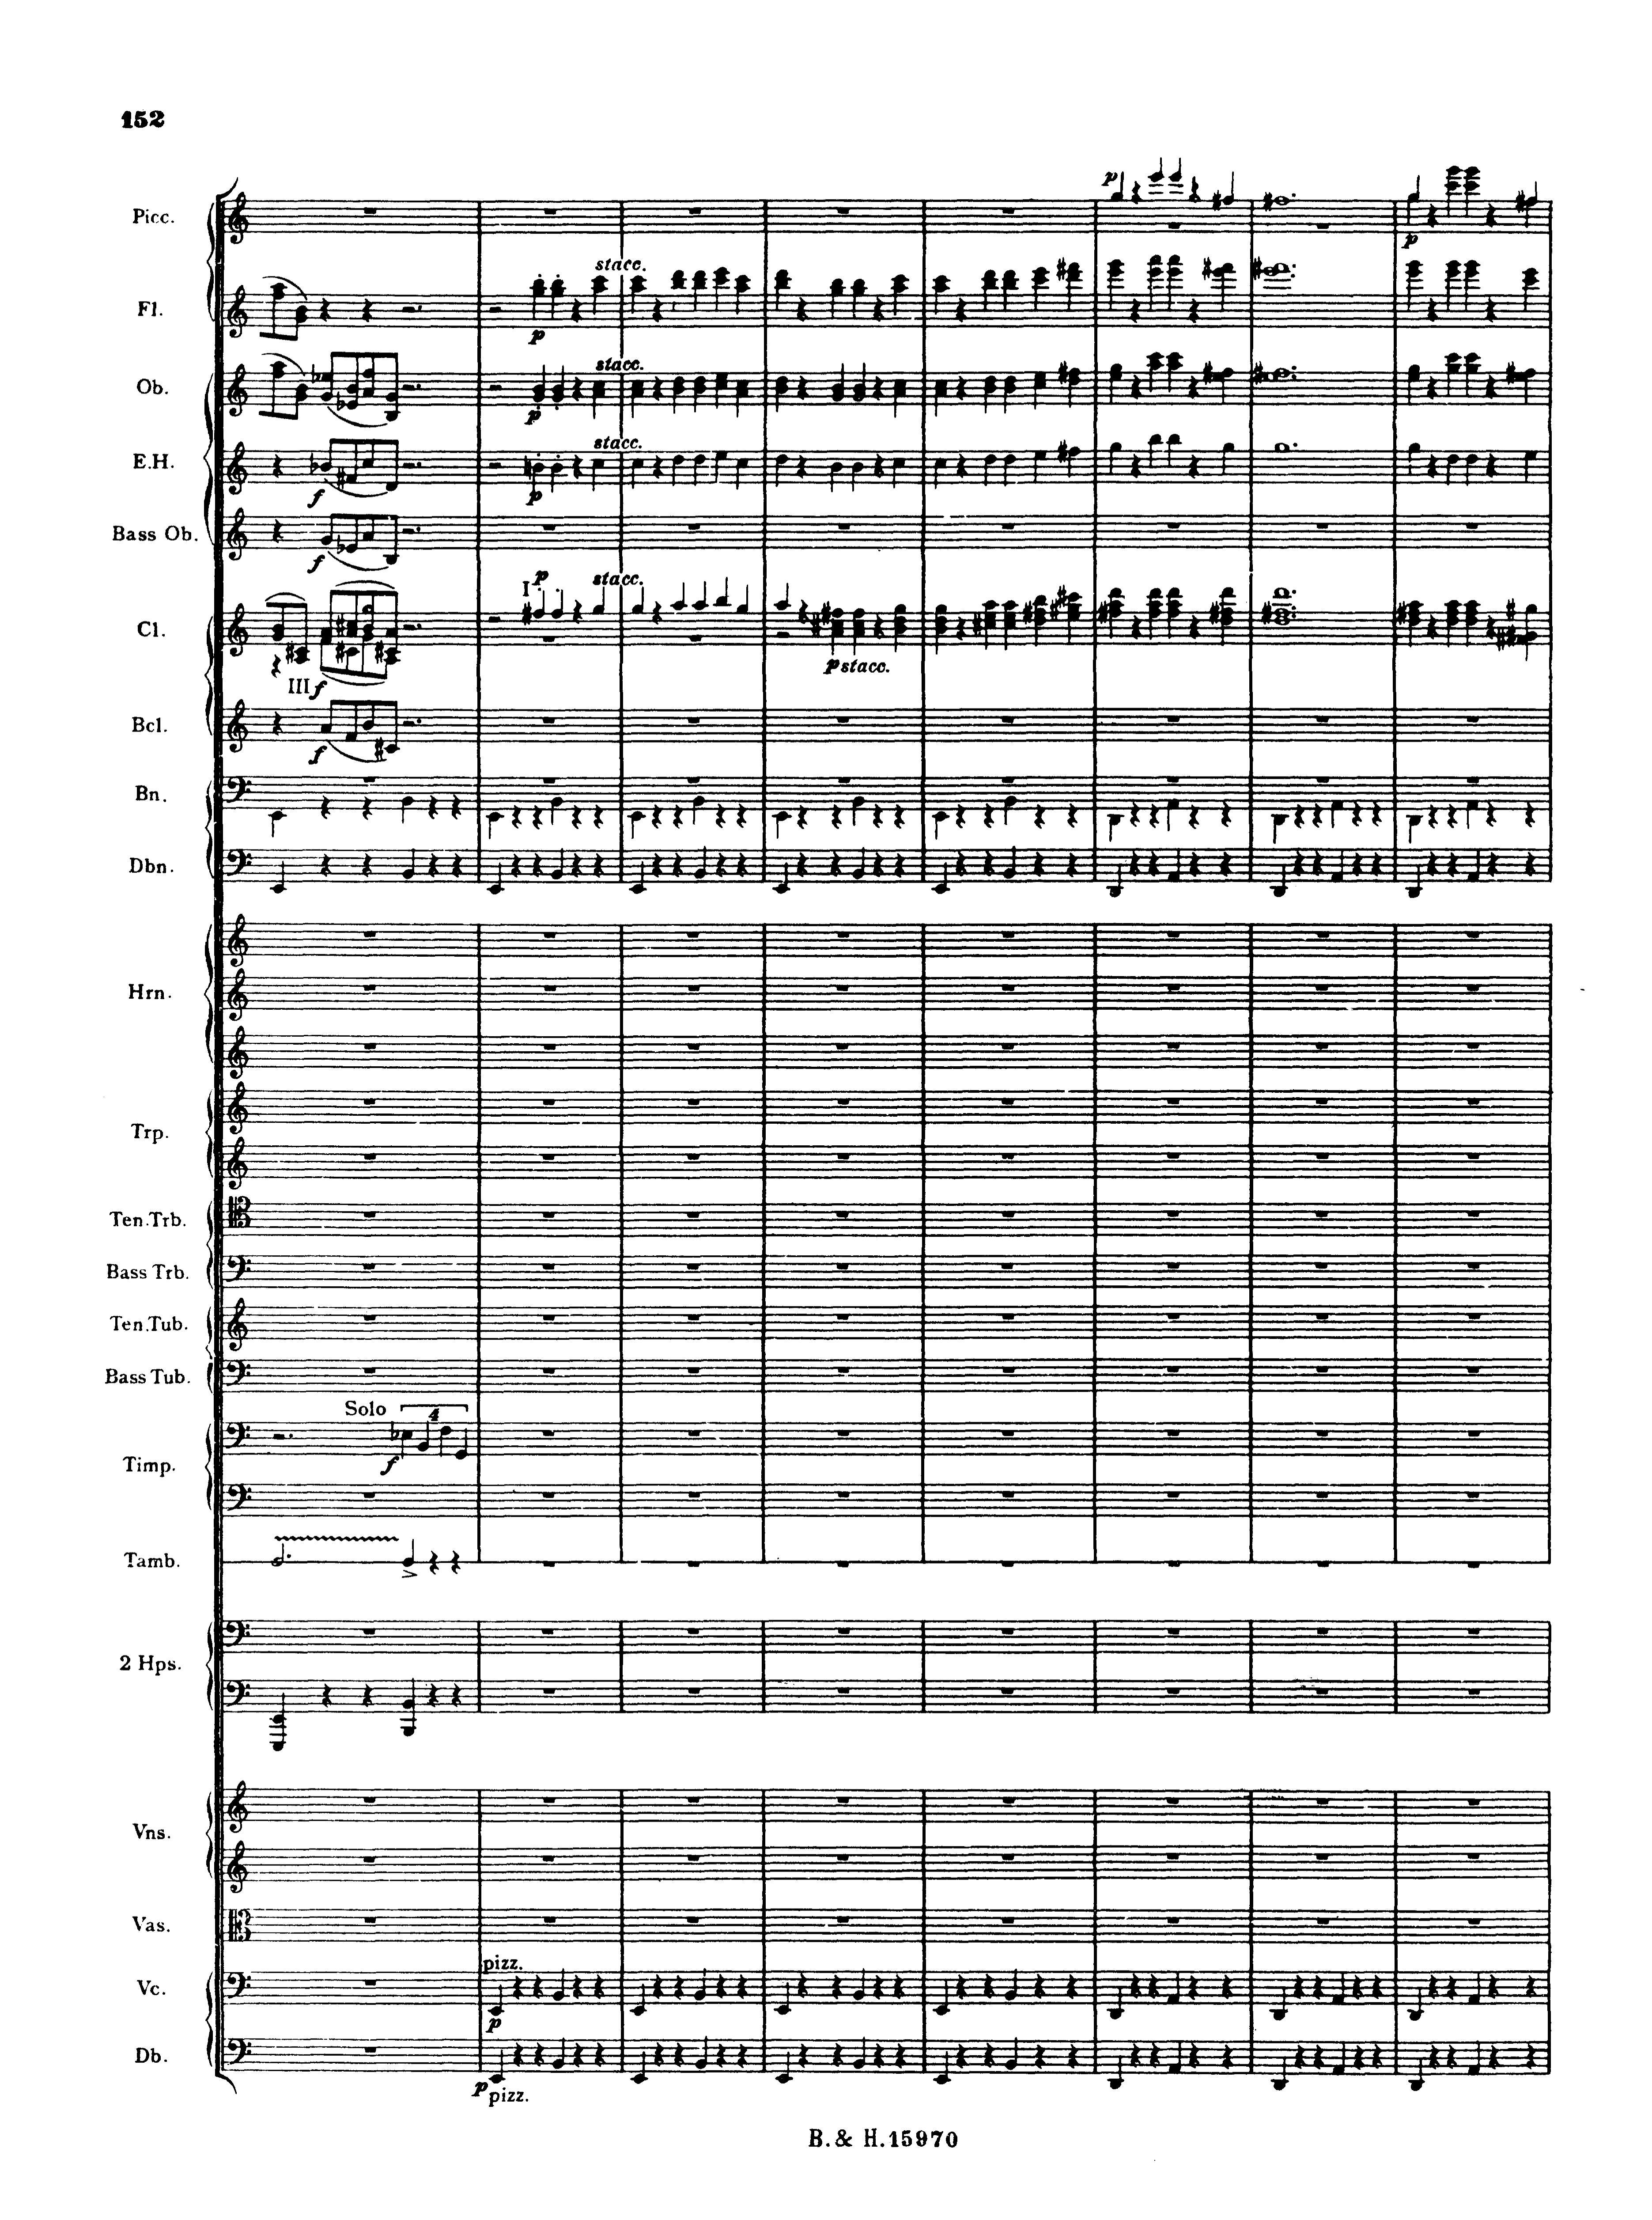 152
Picc.
p
p
stacc.
Fl.
p
stacc.
Ob.
p
stacc.
E.H.
f
p
Bass Ob.
f
I
p
stacc.
Cl.
p stacc.
III f
Bcl.
f
Bn.
Dbn.
Hrn.
Trp.
Ten.Trb.
Bass Trb.
Ten.Tub.
Bass Tub.
Solo
4
f
Timp.
Tamb.
2 Hps.
Vns.
Vas.
pizz.
Vc.
p
Db.
p pizz.
B. & H. 15970